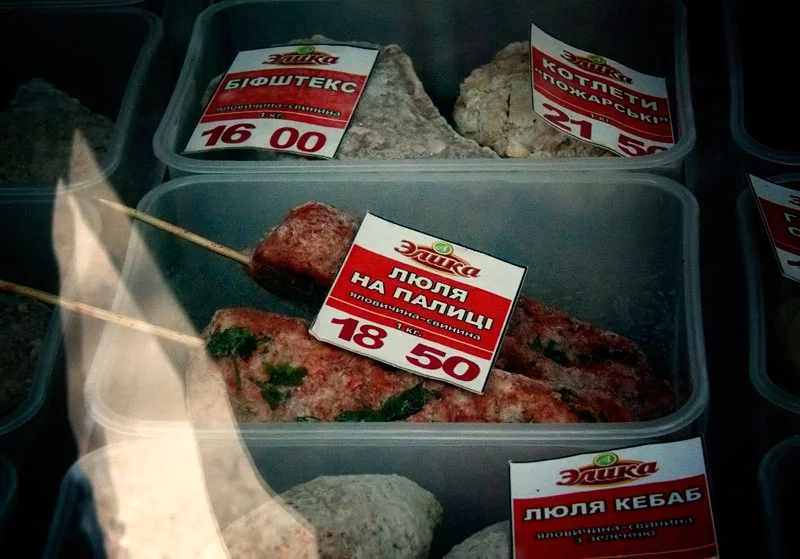 Элика
БІФШТЕКС
яловичина-свинина
1 кг.
16 00
Элика
КОТЛЕТИ
"ПОЖАРСЬКІ"
1 кг.
21 50
Элика
ЛЮЛЯ
НА ПАЛИЦІ
яловичина-свинина
1 кг.
18 50
Элика
ЛЮЛЯ КЕБАБ
яловичина-свинина
з зеленню